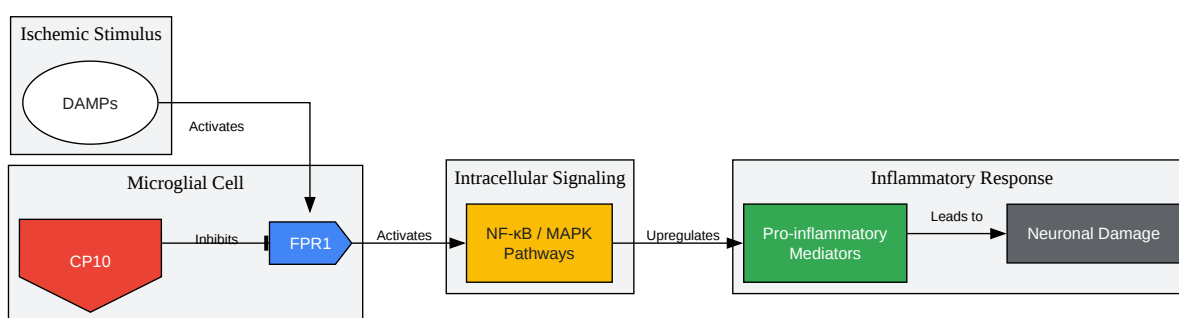 Ischemic Stimulus
DAMPs
Activates
Microglial Cell
CP10
Inhibits
FPR1
Activates
Intracellular Signaling
NF-κB / MAPK
Pathways
Upregulates
Inflammatory Response
Pro-inflammatory
Mediators
Leads to
Neuronal Damage